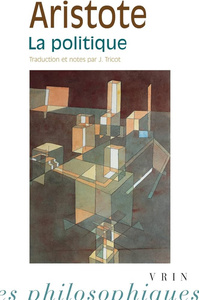 Aristote
La politique
Traduction et notes par J. Tricot
VRIN
es philosophiques